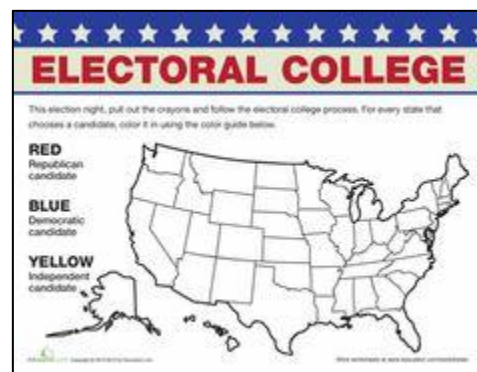 ELECTORAL COLLEGE
This election night, pull out the crayons and follow the electoral college process. For every state that
chooses a candidate, color it in using the color guide below.
RED
Republican
candidate
BLUE
Democratic
candidate
YELLOW
Independent
candidate